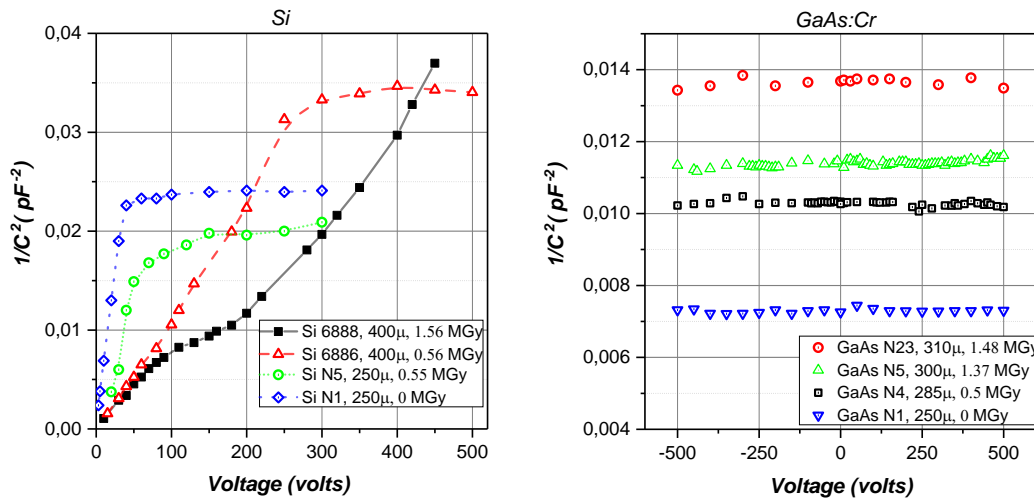 Si
0,04
0,03
0,02
0,01
0,00
1/C² ( pF⁻² )
0
100
200
300
400
500
Voltage (volts)
Si 6888, 400µ, 1.56 MGy
Si 6886, 400µ, 0.56 MGy
Si N5, 250µ, 0.55 MGy
Si N1, 250µ, 0 MGy
GaAs:Cr
0,014
0,012
0,010
0,008
0,006
0,004
1/C² ( pF⁻² )
-500
-250
0
250
500
Voltage (volts)
GaAs N23, 310µ, 1.48 MGy
GaAs N5, 300µ, 1.37 MGy
GaAs N4, 285µ, 0.5 MGy
GaAs N1, 250µ, 0 MGy